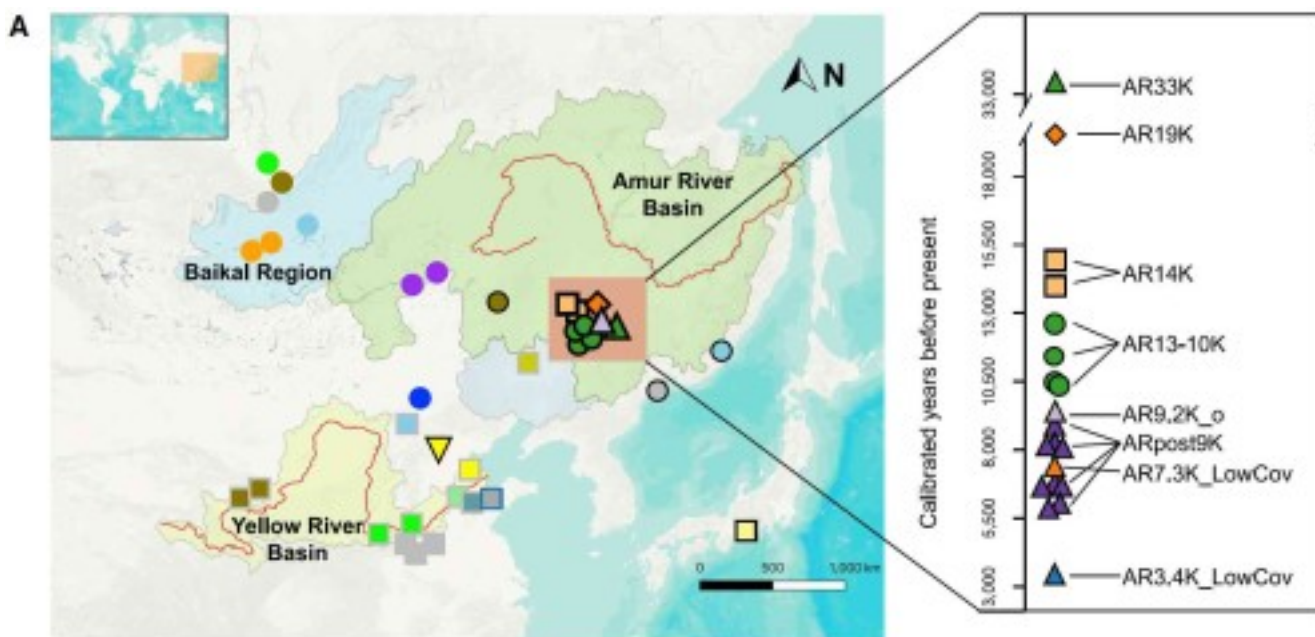 A
N
Amur River
Basin
Baikal Region
Yellow River
Basin
0 500 1,000 km
Calibrated years before present
33,000
18,000
15,500
13,000
10,500
8,000
5,500
3,000
AR33K
AR19K
AR14K
AR13-10K
AR9.2K_o
ARpost9K
AR7.3K_LowCov
AR3.4K_LowCov